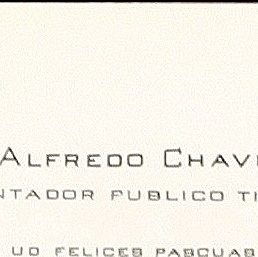 ALFREDO CHAV
NTADOR PUBLICO TI
UD FELICES PASCUAS